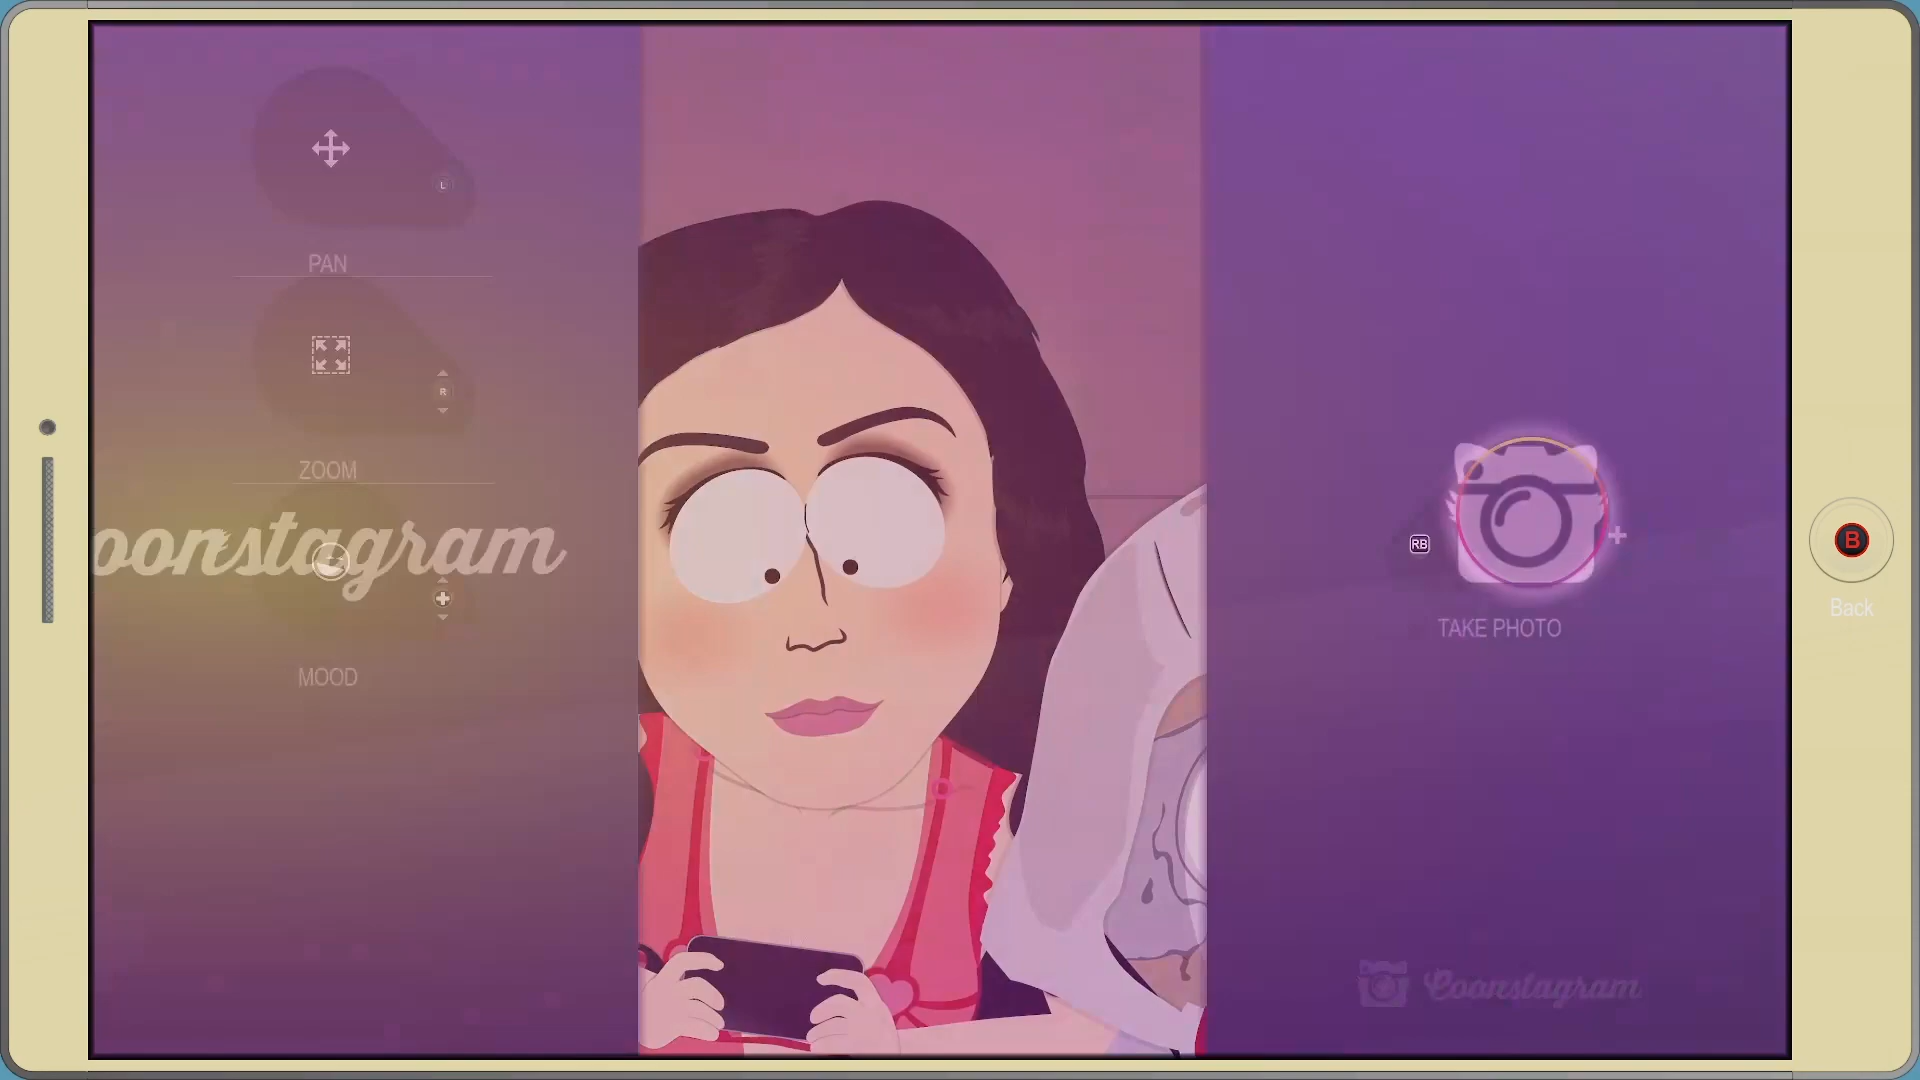 L
PAN
R
ZOOM
oonstagram
MOOD
RB
TAKE PHOTO
B
Back
Coonstagram